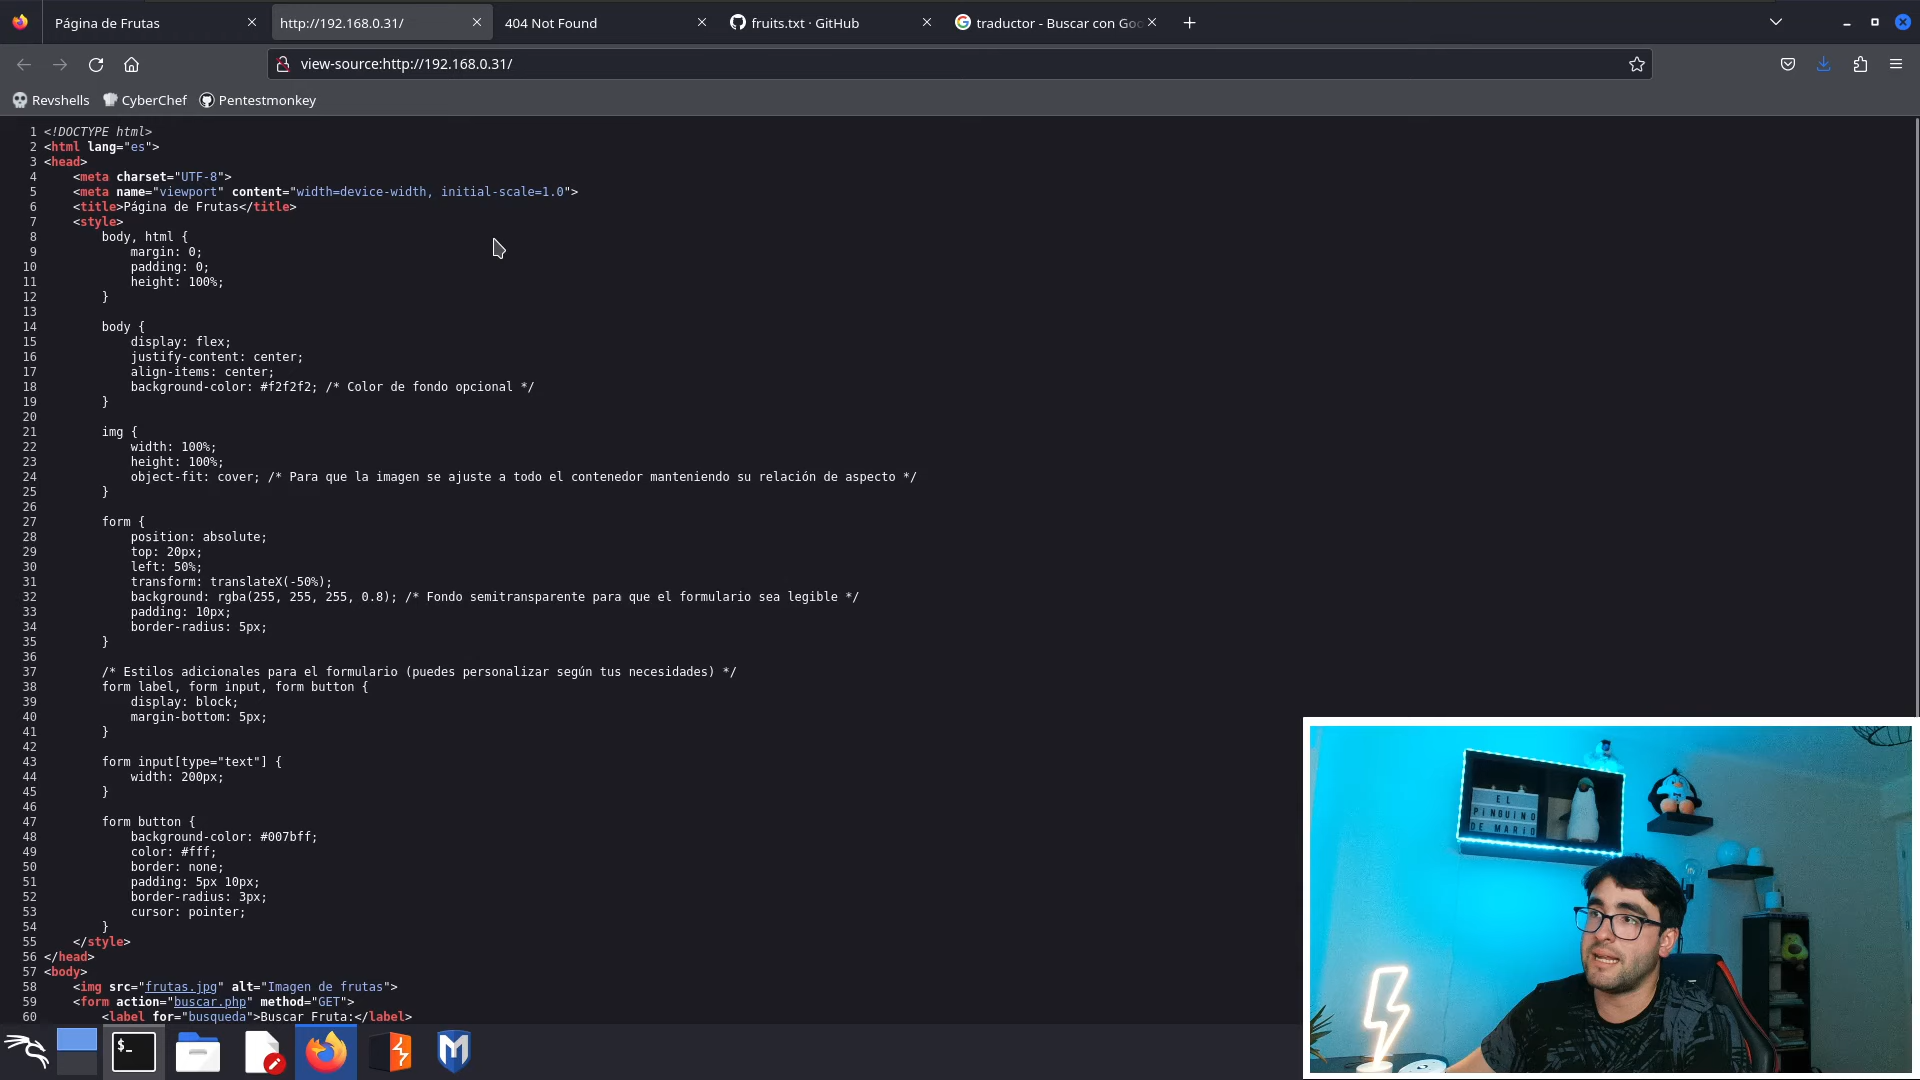 Página de Frutas
http://192.168.0.31/
404 Not Found
fruits.txt · GitHub
traductor - Buscar con Goo
view-source:http://192.168.0.31/
Revshells
CyberChef
Pentestmonkey
1 <!DOCTYPE html>
2 <html lang="es">
3 <head>
4 <meta charset="UTF-8">
5 <meta name="viewport" content="width=device-width, initial-scale=1.0">
6 <title>Página de Frutas</title>
7 <style>
8 body, html {
9 margin: 0;
10 padding: 0;
11 height: 100%;
12 }
13
14 body {
15 display: flex;
16 justify-content: center;
17 align-items: center;
18 background-color: #f2f2f2; /* Color de fondo opcional */
19 }
20
21 img {
22 width: 100%;
23 height: 100%;
24 object-fit: cover; /* Para que la imagen se ajuste a todo el contenedor manteniendo su relación de aspecto */
25 }
26
27 form {
28 position: absolute;
29 top: 20px;
30 left: 50%;
31 transform: translateX(-50%);
32 background: rgba(255, 255, 255, 0.8); /* Fondo semitransparente para que el formulario sea legible */
33 padding: 10px;
34 border-radius: 5px;
35 }
36
37 /* Estilos adicionales para el formulario (puedes personalizar según tus necesidades) */
38 form label, form input, form button {
39 display: block;
40 margin-bottom: 5px;
41 }
42
43 form input[type="text"] {
44 width: 200px;
45 }
46
47 form button {
48 background-color: #007bff;
49 color: #fff;
50 border: none;
51 padding: 5px 10px;
52 border-radius: 3px;
53 cursor: pointer;
54 }
55 </style>
56 </head>
57 <body>
58 <img src="frutas.jpg" alt="Imagen de frutas">
59 <form action="buscar.php" method="GET">
60 <label for="busqueda">Buscar Fruta:</label>
EL
PINGUINO
DE MARIO
$_